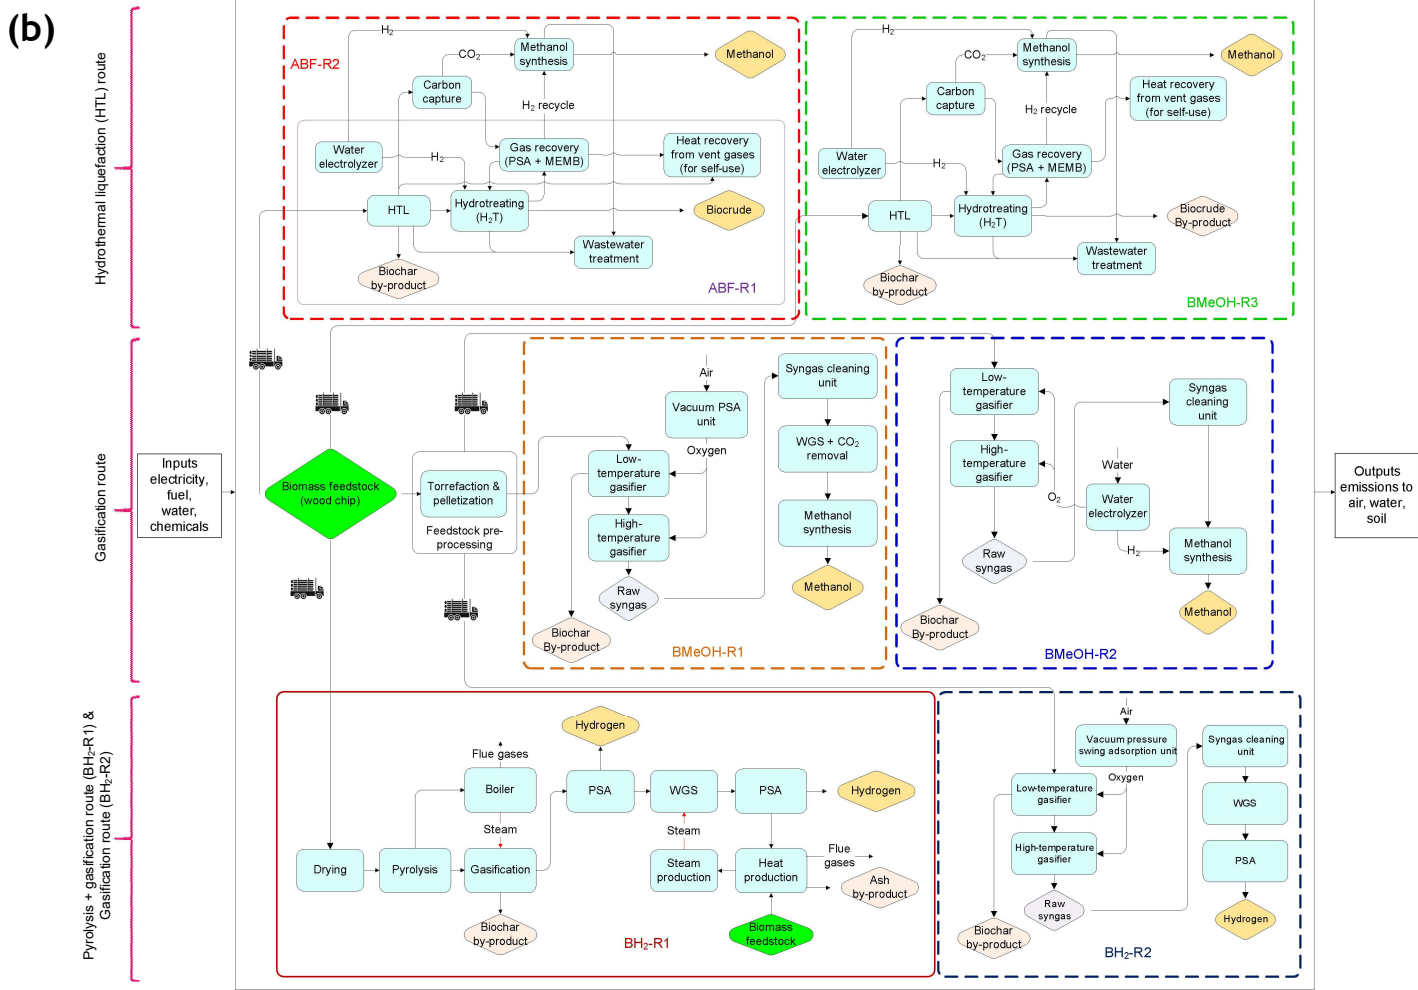 (b)
Hydrothermal liquefaction (HTL) route
Gasification route
Pyrolysis + gasification route (BH₂-R1) &
Gasification route (BH₂-R2)
Inputs
electricity,
fuel,
water,
chemicals
Biomass feedstock
(wood chip)
Torrefaction &
pelletization
Feedstock pre-
processing
Outputs
emissions to
air, water,
soil
ABF-R2
H₂
CO₂
Methanol
synthesis
Methanol
Carbon
capture
H₂ recycle
Water
electrolyzer
H₂
Gas recovery
(PSA + MEMB)
Heat recovery
from vent gases
(for self-use)
HTL
Hydrotreating
(H₂T)
Biocrude
Wastewater
treatment
Biochar
by-product
ABF-R1
H₂
CO₂
Methanol
synthesis
Methanol
Carbon
capture
H₂ recycle
Heat recovery
from vent gases
(for self-use)
Water
electrolyzer
H₂
Gas recovery
(PSA + MEMB)
HTL
Hydrotreating
(H₂T)
Biocrude
By-product
Wastewater
treatment
Biochar
by-product
BMeOH-R3
Air
Vacuum PSA
unit
Oxygen
Low-
temperature
gasifier
High-
temperature
gasifier
Raw
syngas
Biochar
By-product
Syngas cleaning
unit
WGS + CO₂
removal
Methanol
synthesis
Methanol
BMeOH-R1
Low-
temperature
gasifier
High-
temperature
gasifier
Raw
syngas
Biochar
By-product
O₂
Water
Water
electrolyzer
H₂
Syngas
cleaning
unit
Methanol
synthesis
Methanol
BMeOH-R2
Drying
Pyrolysis
Flue gases
Boiler
Steam
Gasification
Biochar
by-product
Hydrogen
PSA
WGS
PSA
Hydrogen
Steam
Steam
production
Heat
production
Flue
gases
Ash
by-product
Biomass
feedstock
BH₂-R1
Air
Vacuum pressure
swing adsorption unit
Oxygen
Low-temperature
gasifier
High-temperature
gasifier
Raw
syngas
Biochar
by-product
Syngas cleaning
unit
WGS
PSA
Hydrogen
BH₂-R2